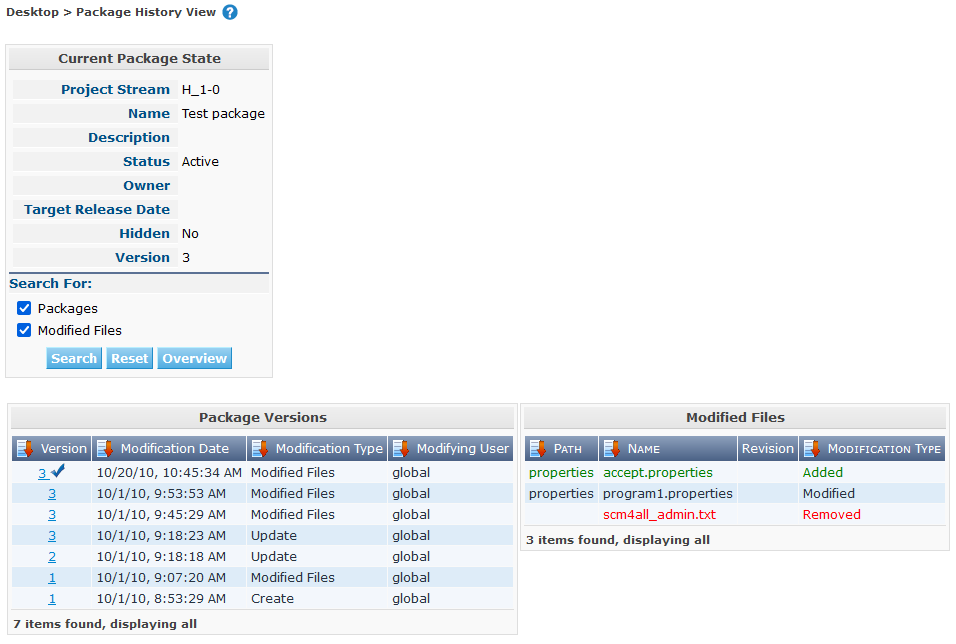 Desktop > Package History View ?
Current Package State
Project Stream H_1-0
Name Test package
Description
Status Active
Owner
Target Release Date
Hidden No
Version 3
Search For:
Packages
Modified Files
Search Reset Overview
Package Versions
Version Modification Date Modification Type Modifying User
3 10/20/10, 10:45:34 AM Modified Files global
3 10/1/10, 9:53:53 AM Modified Files global
3 10/1/10, 9:45:29 AM Modified Files global
3 10/1/10, 9:18:23 AM Update global
2 10/1/10, 9:18:18 AM Update global
1 10/1/10, 9:07:20 AM Modified Files global
1 10/1/10, 8:53:29 AM Create global
7 items found, displaying all
Modified Files
Path Name Revision Modification Type
properties accept.properties Added
properties program1.properties Modified
scm4all_admin.txt Removed
3 items found, displaying all